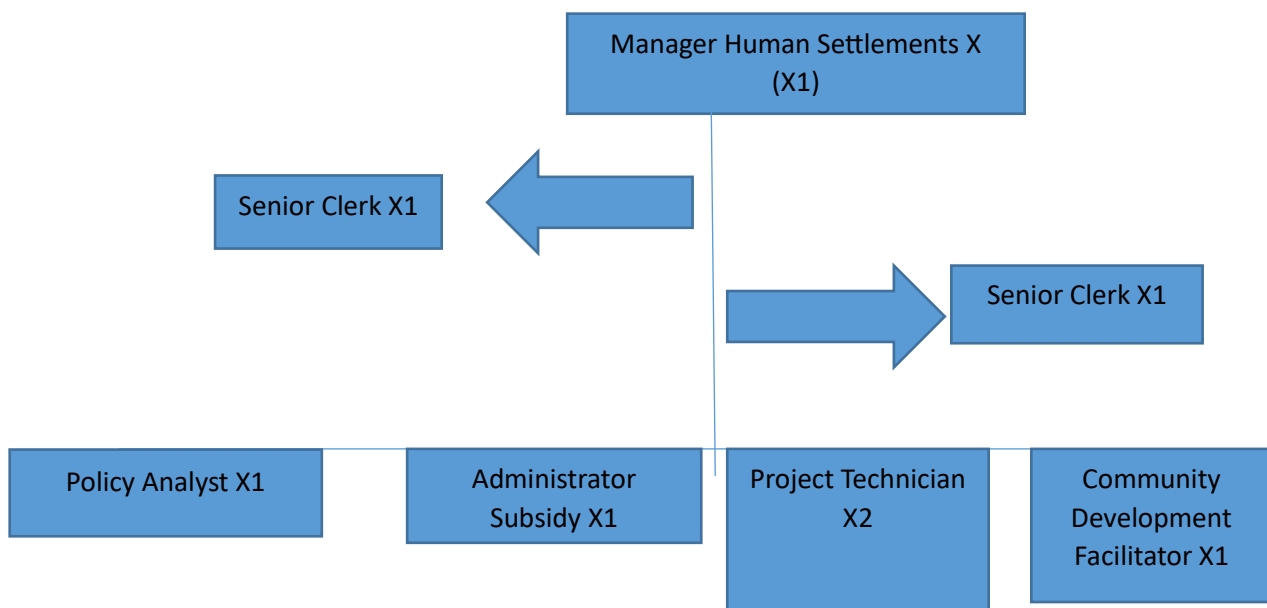 Manager Human Settlements X
(X1)
Senior Clerk X1
Senior Clerk X1
Policy Analyst X1
Administrator
Subsidy X1
Project Technician
X2
Community
Development
Facilitator X1